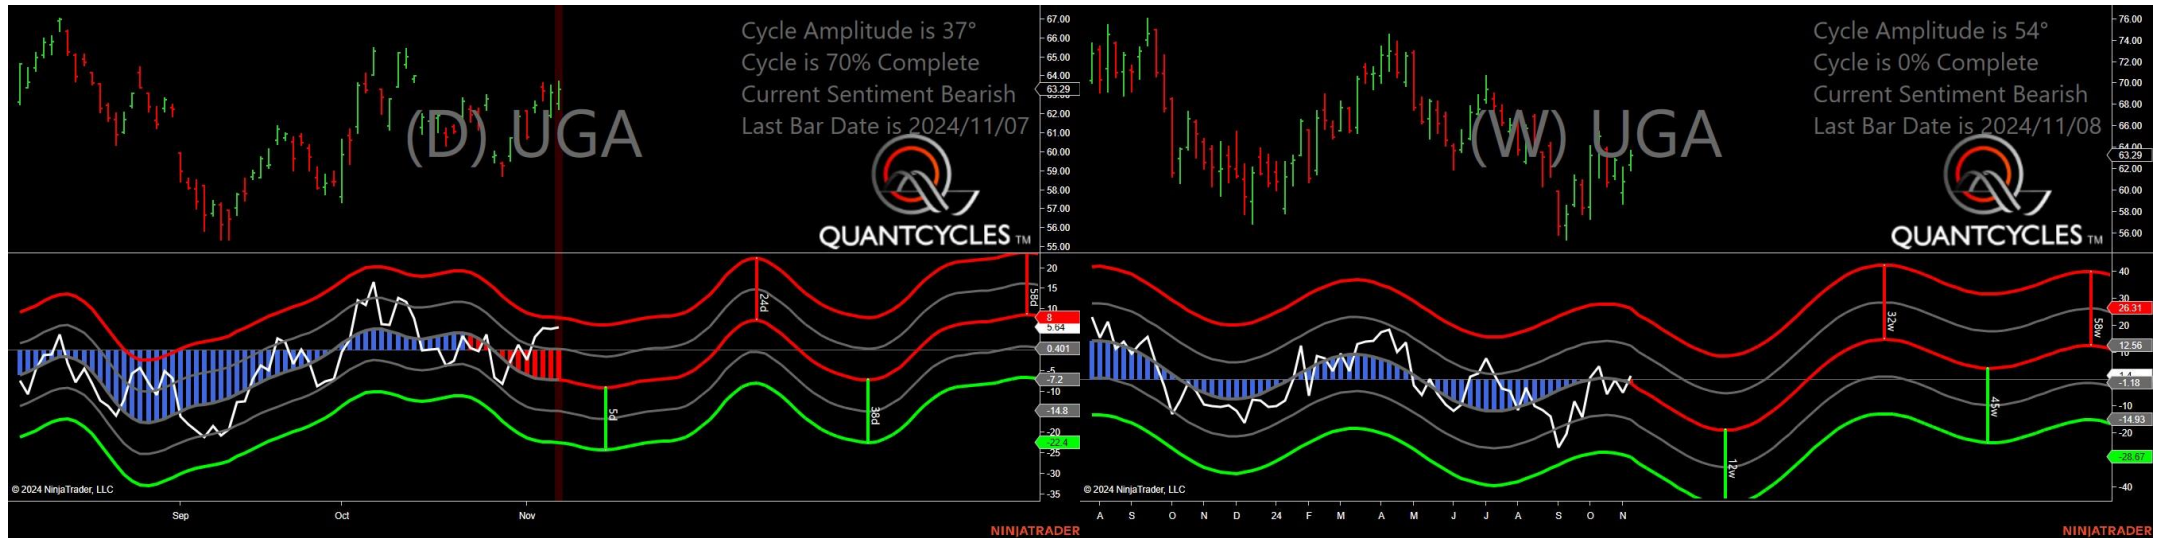 Cycle Amplitude is 37°
Cycle is 70% Complete
Current Sentiment Bearish
Last Bar Date is 2024/11/07
(D) UGA
QUANTCYCLES TM
67.00
66.00
65.00
64.00
63.29
62.00
61.00
60.00
59.00
58.00
57.00
56.00
55.00
20
15
10
8
5.64
0.401
-5
-7.2
-10
-14.8
-20
-22.4
-25
-30
-35
5d
24d
38d
58d
© 2024 NinjaTrader, LLC
Sep
Oct
Nov
NINJATRADER
Cycle Amplitude is 54°
Cycle is 0% Complete
Current Sentiment Bearish
Last Bar Date is 2024/11/08
(W) UGA
QUANTCYCLES TM
76.00
74.00
72.00
70.00
68.00
66.00
64.00
63.29
62.00
60.00
58.00
56.00
40
30
26.31
20
12.56
10
-1.18
-10
-14.93
-20
-28.67
-40
12w
32w
45w
58w
© 2024 NinjaTrader, LLC
A S O N D 24 F M A M J J A S O N
NINJATRADER